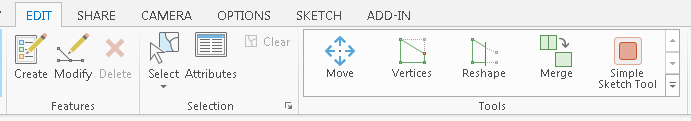 EDIT SHARE CAMERA OPTIONS SKETCH ADD-IN
Create Modify Delete
Features
Select Attributes Clear
Selection
Move Vertices Reshape Merge Simple
Sketch Tool
Tools